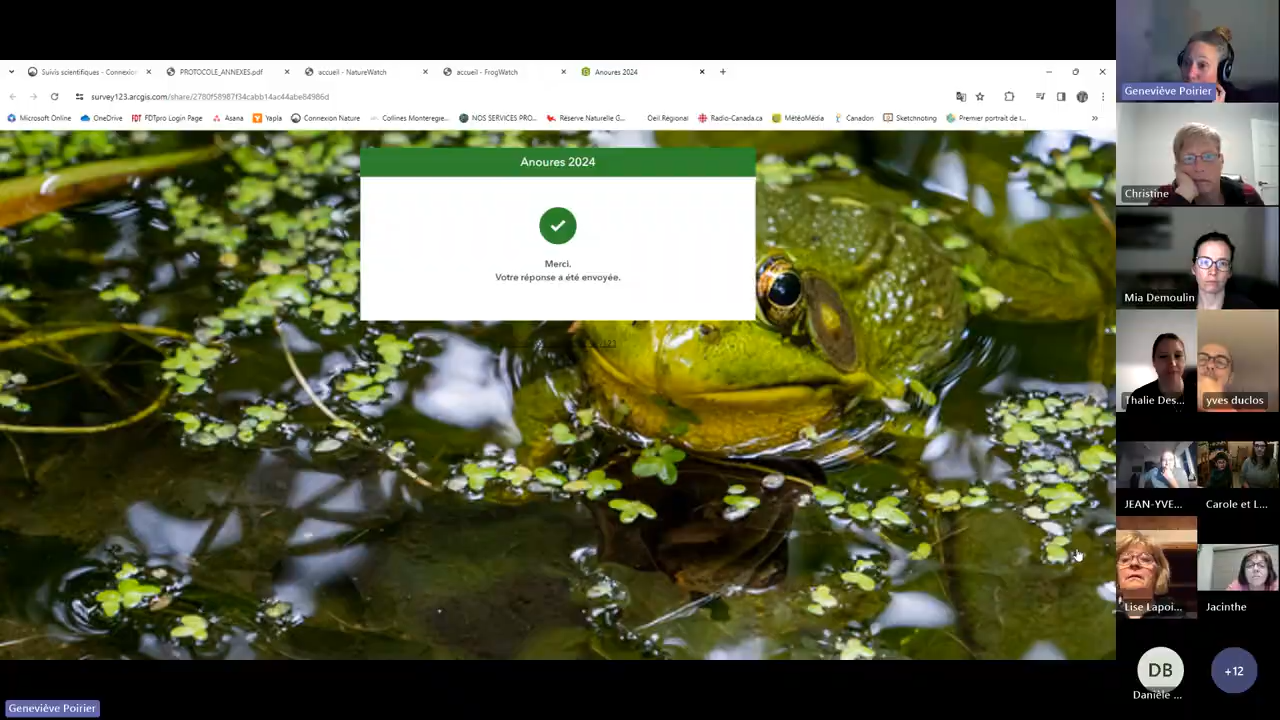 Suivis scientifiques - Connexion
PROTOCOLE_ANNEXES.pdf
accueil - NatureWatch
accueil - FrogWatch
Anoures 2024
survey123.arcgis.com/share/2780f58987f34cabb14ac44abe84986d
Microsoft Online
OneDrive
FDTpro Login Page
Asana
Yapla
Connexion Nature
Collines Monterege...
NOS SERVICES PRO...
Réserve Naturelle G...
Oeil Régional
Radio-Canada.ca
MétéoMédia
Canadon
Sketchnoting
Premier portrait de l...
Anoures 2024
Merci.
Votre réponse a été envoyée.
Geneviève Poirier
Christine
Mia Demoulin
Thalie Des...
yves duclos
JEAN-YVE...
Carole et L...
Lise Lapoi...
Jacinthe
DB
Danièle ...
+12
Geneviève Poirier